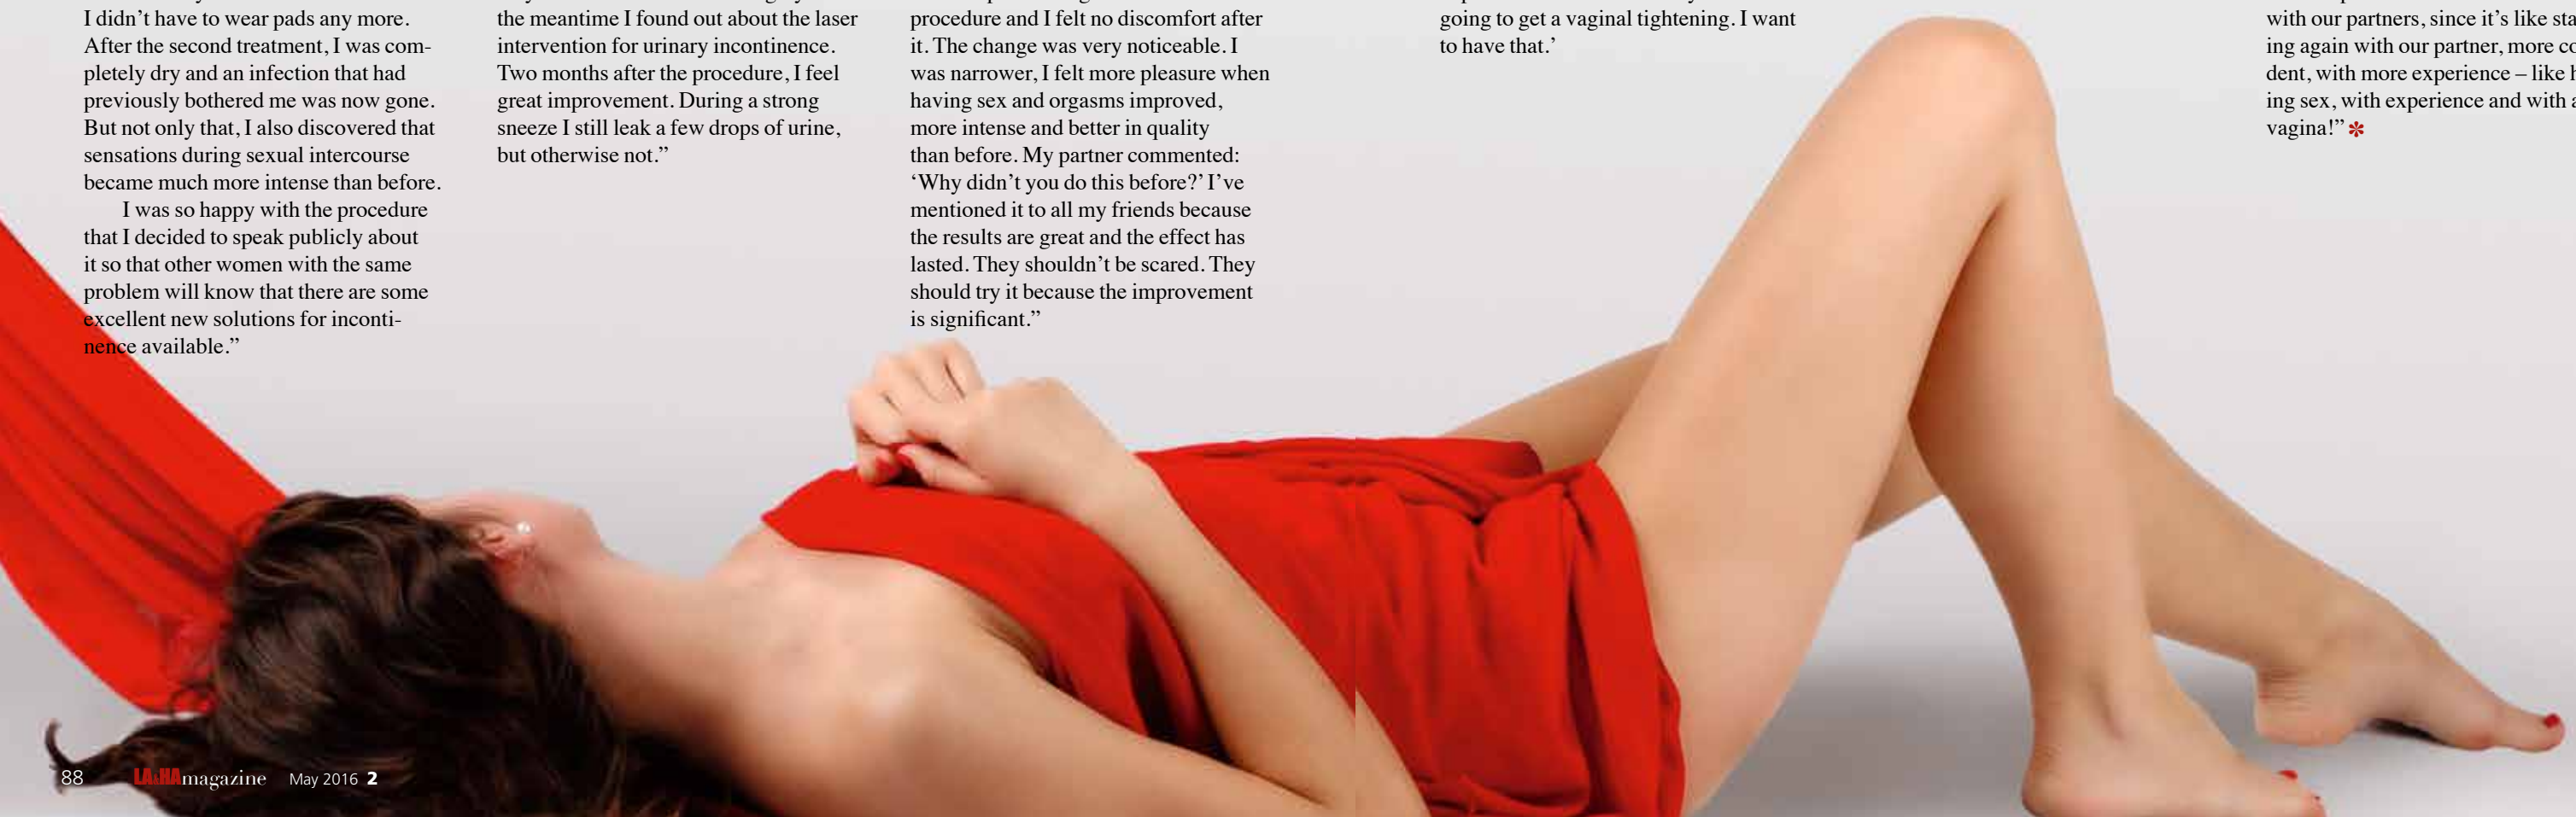 I didn’t have to wear pads any more.
After the second treatment, I was com-
pletely dry and an infection that had
previously bothered me was now gone.
But not only that, I also discovered that
sensations during sexual intercourse
became much more intense than before.
I was so happy with the procedure
that I decided to speak publicly about
it so that other women with the same
problem will know that there are some
excellent new solutions for inconti-
nence available.”
the meantime I found out about the laser
intervention for urinary incontinence.
Two months after the procedure, I feel
great improvement. During a strong
sneeze I still leak a few drops of urine,
but otherwise not.”
procedure and I felt no discomfort after
it. The change was very noticeable. I
was narrower, I felt more pleasure when
having sex and orgasms improved,
more intense and better in quality
than before. My partner commented:
‘Why didn’t you do this before?’ I’ve
mentioned it to all my friends because
the results are great and the effect has
lasted. They shouldn’t be scared. They
should try it because the improvement
is significant.”
going to get a vaginal tightening. I want
to have that.’
with our partners, since it’s like sta
ing again with our partner, more co
dent, with more experience – like h
ing sex, with experience and with a
vagina!” ✽
88 LA&HAmagazine May 2016 2